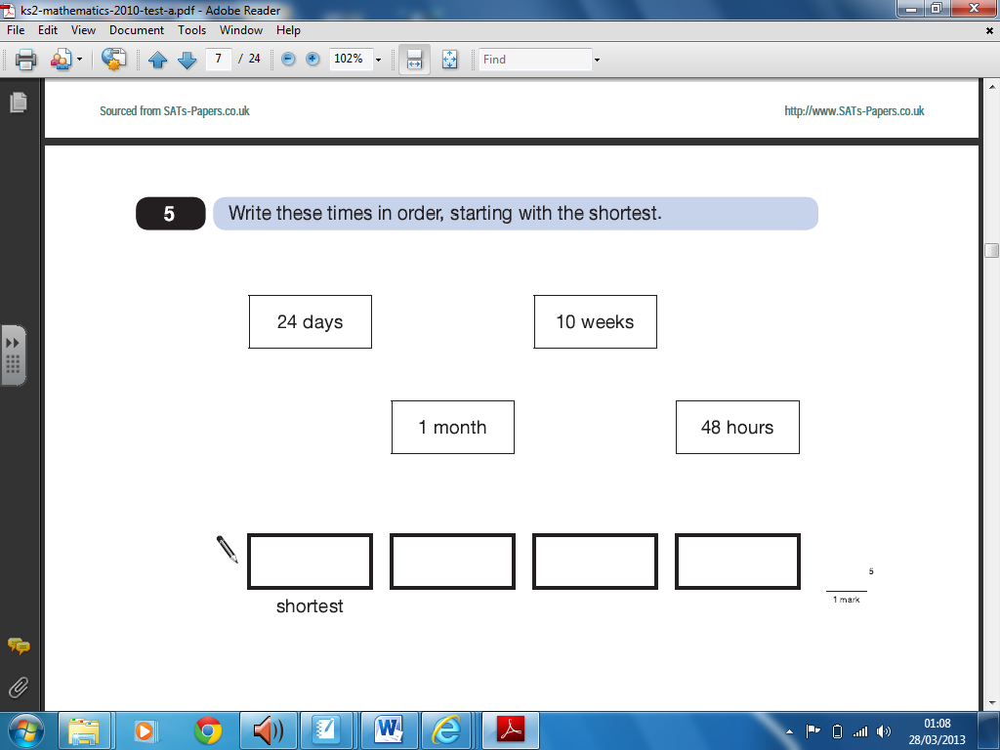 ks2-mathematics-2010-test-a.pdf - Adobe Reader
File Edit View Document Tools Window Help
7 / 24 102% Find
Sourced from SATs-Papers.co.uk http://www.SATs-Papers.co.uk
5 Write these times in order, starting with the shortest.
24 days 10 weeks
1 month 48 hours
5
1 mark
shortest
01:08
28/03/2013